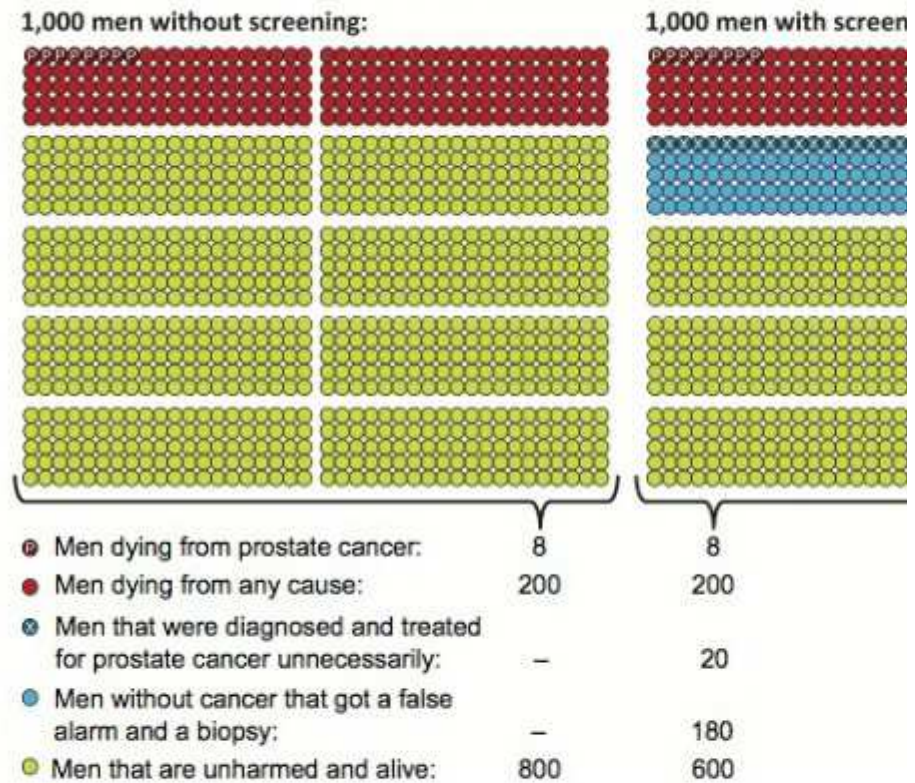 1,000 men without screening: 1,000 men with screen
PPPPPPPP PPPPPPPP
P Men dying from prostate cancer: 8 8
Men dying from any cause: 200 200
X Men that were diagnosed and treated
for prostate cancer unnecessarily: – 20
Men without cancer that got a false
alarm and a biopsy: – 180
Men that are unharmed and alive: 800 600